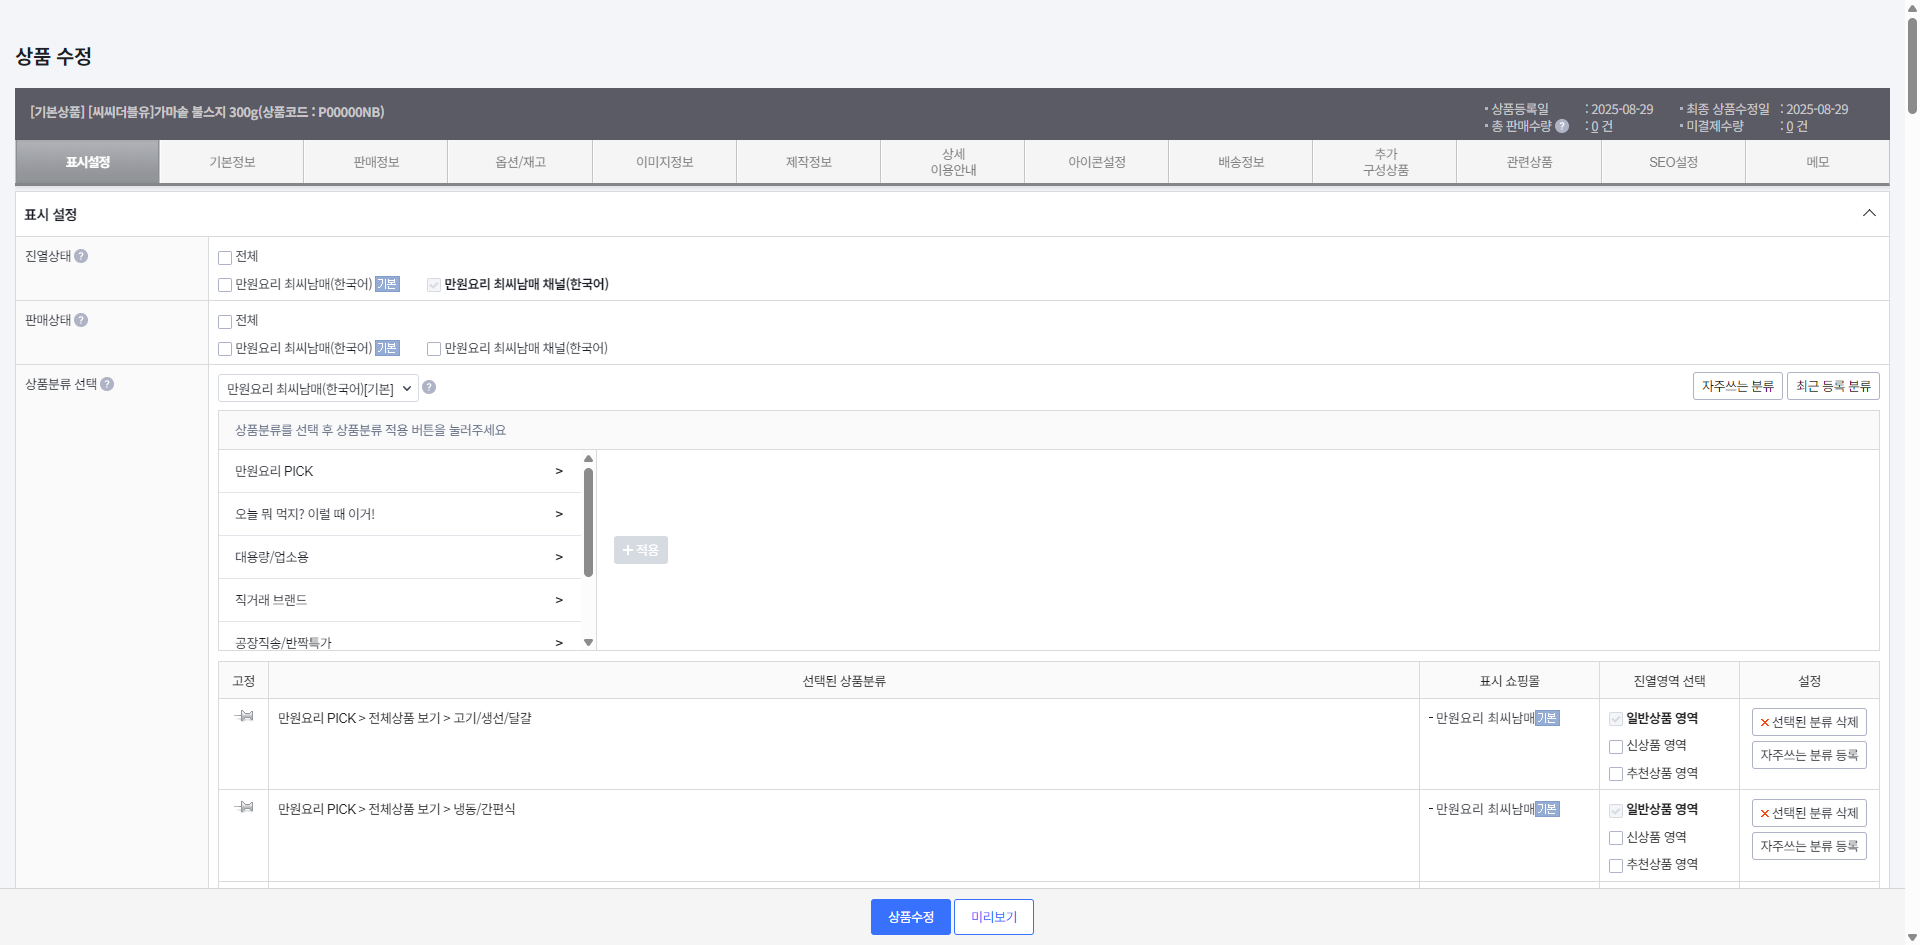 상품 수정
[기본상품] [씨씨더블유]가마솥 불스지 300g(상품코드 : P00000NB)
상품등록일 : 2025-08-29 최종 상품수정일 : 2025-08-29
총 판매수량 ? : 0 건 미결제수량 : 0 건
표시설정 기본정보 판매정보 옵션/재고 이미지정보 제작정보 상세 이용안내 아이콘설정 배송정보 추가 구성상품 관련상품 SEO설정 메모
표시 설정
진열상태 ? 전체
만원요리 최씨남매(한국어) 기본 만원요리 최씨남매 채널(한국어)
판매상태 ? 전체
만원요리 최씨남매(한국어) 기본 만원요리 최씨남매 채널(한국어)
상품분류 선택 ? 만원요리 최씨남매(한국어)[기본] ? 자주쓰는 분류 최근 등록 분류
상품분류를 선택 후 상품분류 적용 버튼을 눌러주세요
만원요리 PICK >
오늘 뭐 먹지? 이럴 때 이거! >
+ 적용
대용량/업소용 >
직거래 브랜드 >
공장직송/반짝특가 >
고정 선택된 상품분류 표시 쇼핑몰 진열영역 선택 설정
만원요리 PICK > 전체상품 보기 > 고기/생선/달걀 - 만원요리 최씨남매기본 일반상품 영역 × 선택된 분류 삭제
신상품 영역 자주쓰는 분류 등록
추천상품 영역
만원요리 PICK > 전체상품 보기 > 냉동/간편식 - 만원요리 최씨남매기본 일반상품 영역 × 선택된 분류 삭제
신상품 영역 자주쓰는 분류 등록
추천상품 영역
상품수정 미리보기